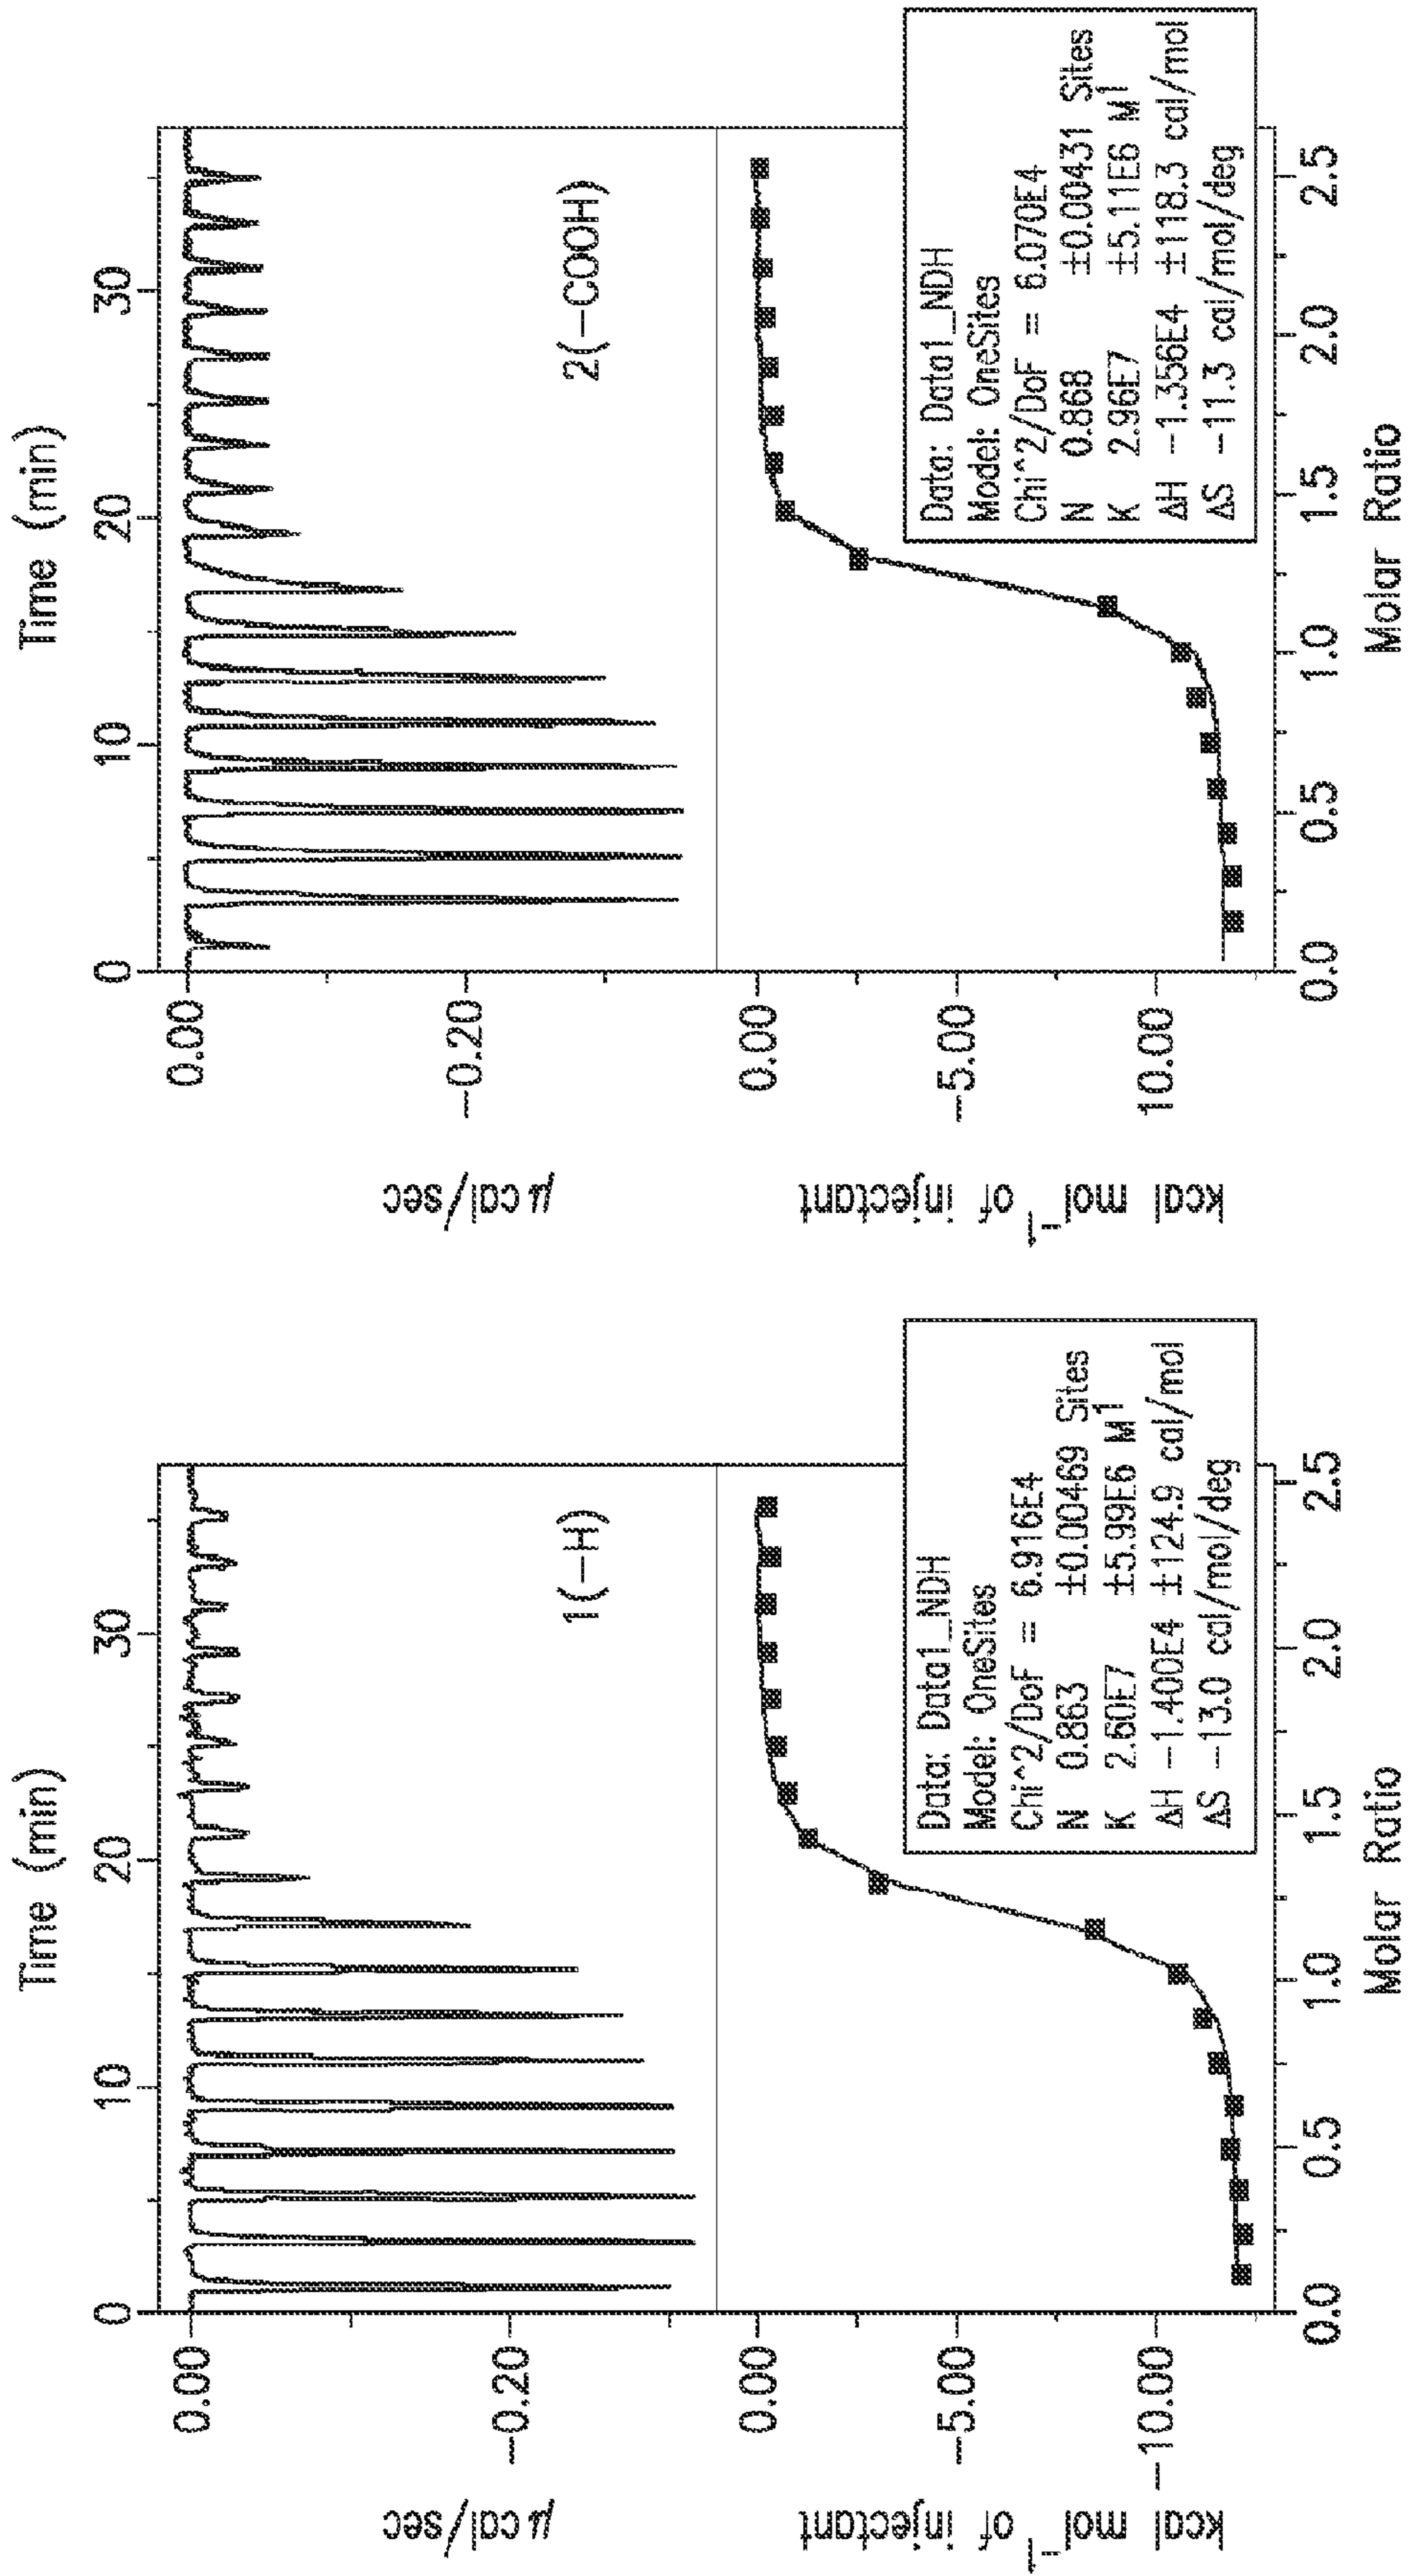 Time (min)
0 10 20 30
0.00
−0.20
μcal/sec
1(−H)
0.00
−5.00
−10.00
kcal mol⁻¹ of injectant
Data: Data1_NDH
Model: OneSites
Chi^2/DoF = 6.916E4
N 0.863 ±0.00469 Sites
K 2.60E7 ±5.99E6 M1
ΔH −1.400E4 ±124.9 cal/mol
ΔS −13.0 cal/mol/deg
0.0 0.5 1.0 1.5 2.0 2.5
Molar Ratio
Time (min)
0 10 20 30
0.00
−0.20
μcal/sec
2(−COOH)
0.00
−5.00
10.00
kcal mol⁻¹ of injectant
Data: Data1_NDH
Model: OneSites
Chi^2/DoF = 6.070E4
N 0.868 ±0.00431 Sites
K 2.96E7 ±5.11E6 M1
ΔH −1.356E4 ±118.3 cal/mol
ΔS −11.3 cal/mol/deg
0.0 0.5 1.0 1.5 2.0 2.5
Molar Ratio